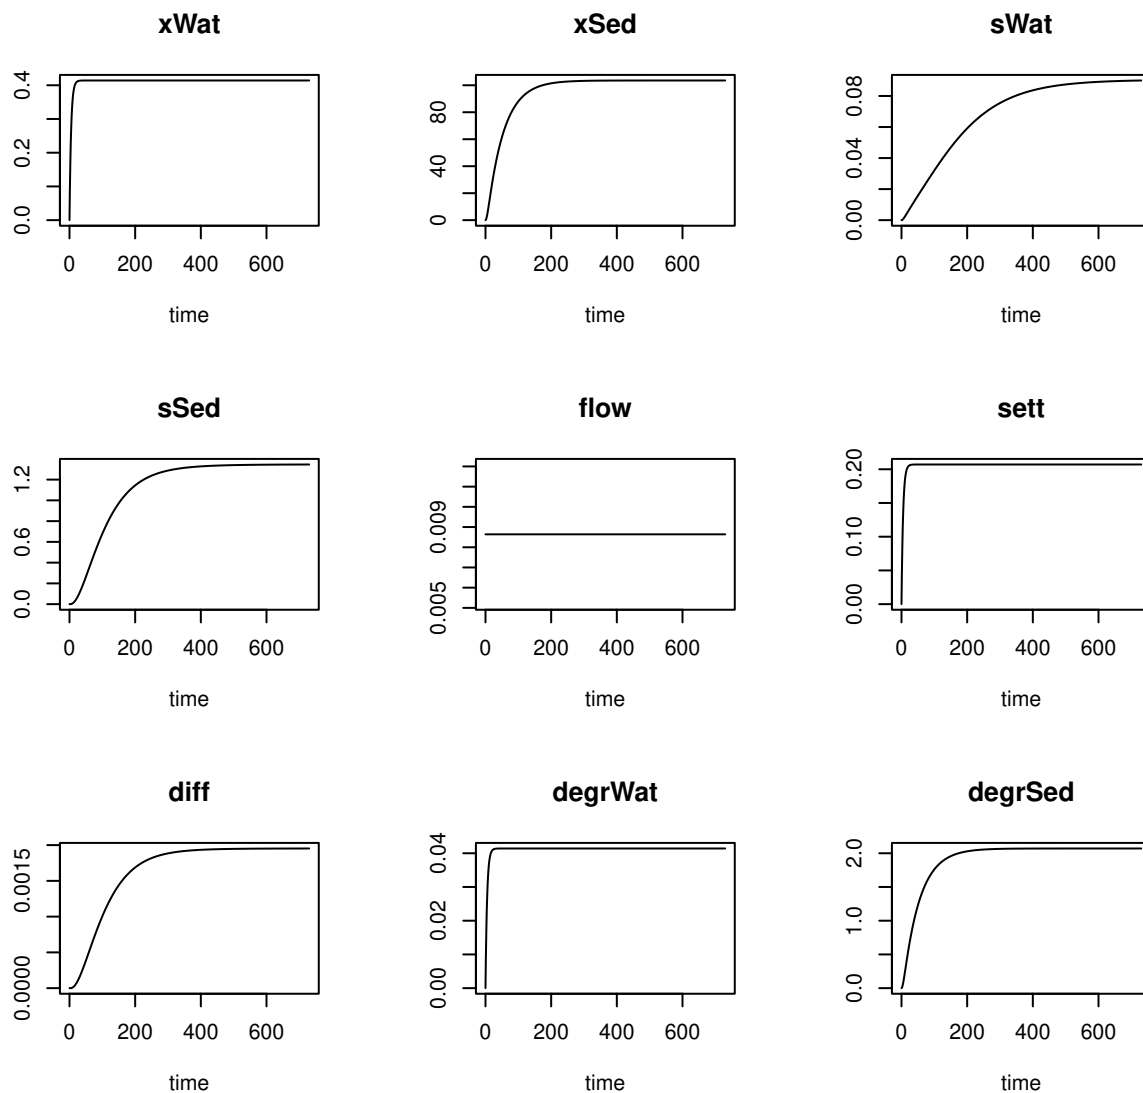 xWat
0.0 0.2 0.4
0 200 400 600
time
xSed
0 40 80
0 200 400 600
time
sWat
0.00 0.04 0.08
0 200 400 600
time
sSed
0.0 0.6 1.2
0 200 400 600
time
flow
0.005 0.009
0 200 400 600
time
sett
0.00 0.10 0.20
0 200 400 600
time
diff
0.0000 0.0015
0 200 400 600
time
degrWat
0.00 0.02 0.04
0 200 400 600
time
degrSed
0.0 1.0 2.0
0 200 400 600
time